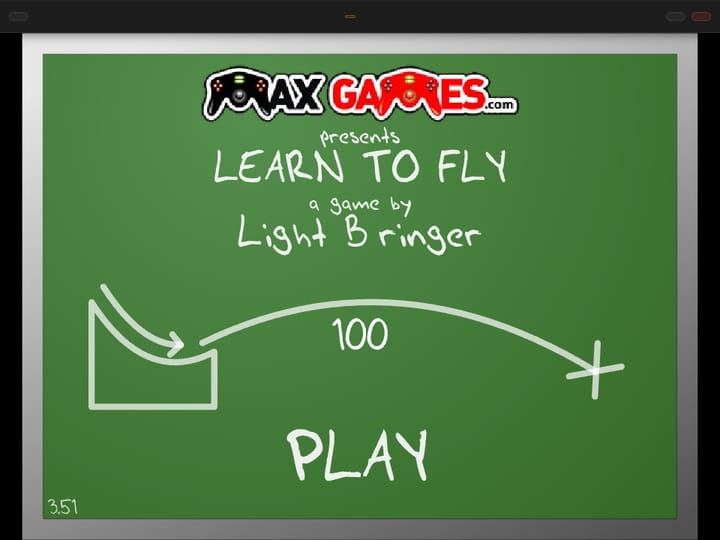 MAX GAMES.com
presents
LEARN TO FLY
a game by
Light Bringer
100
PLAY
3.51